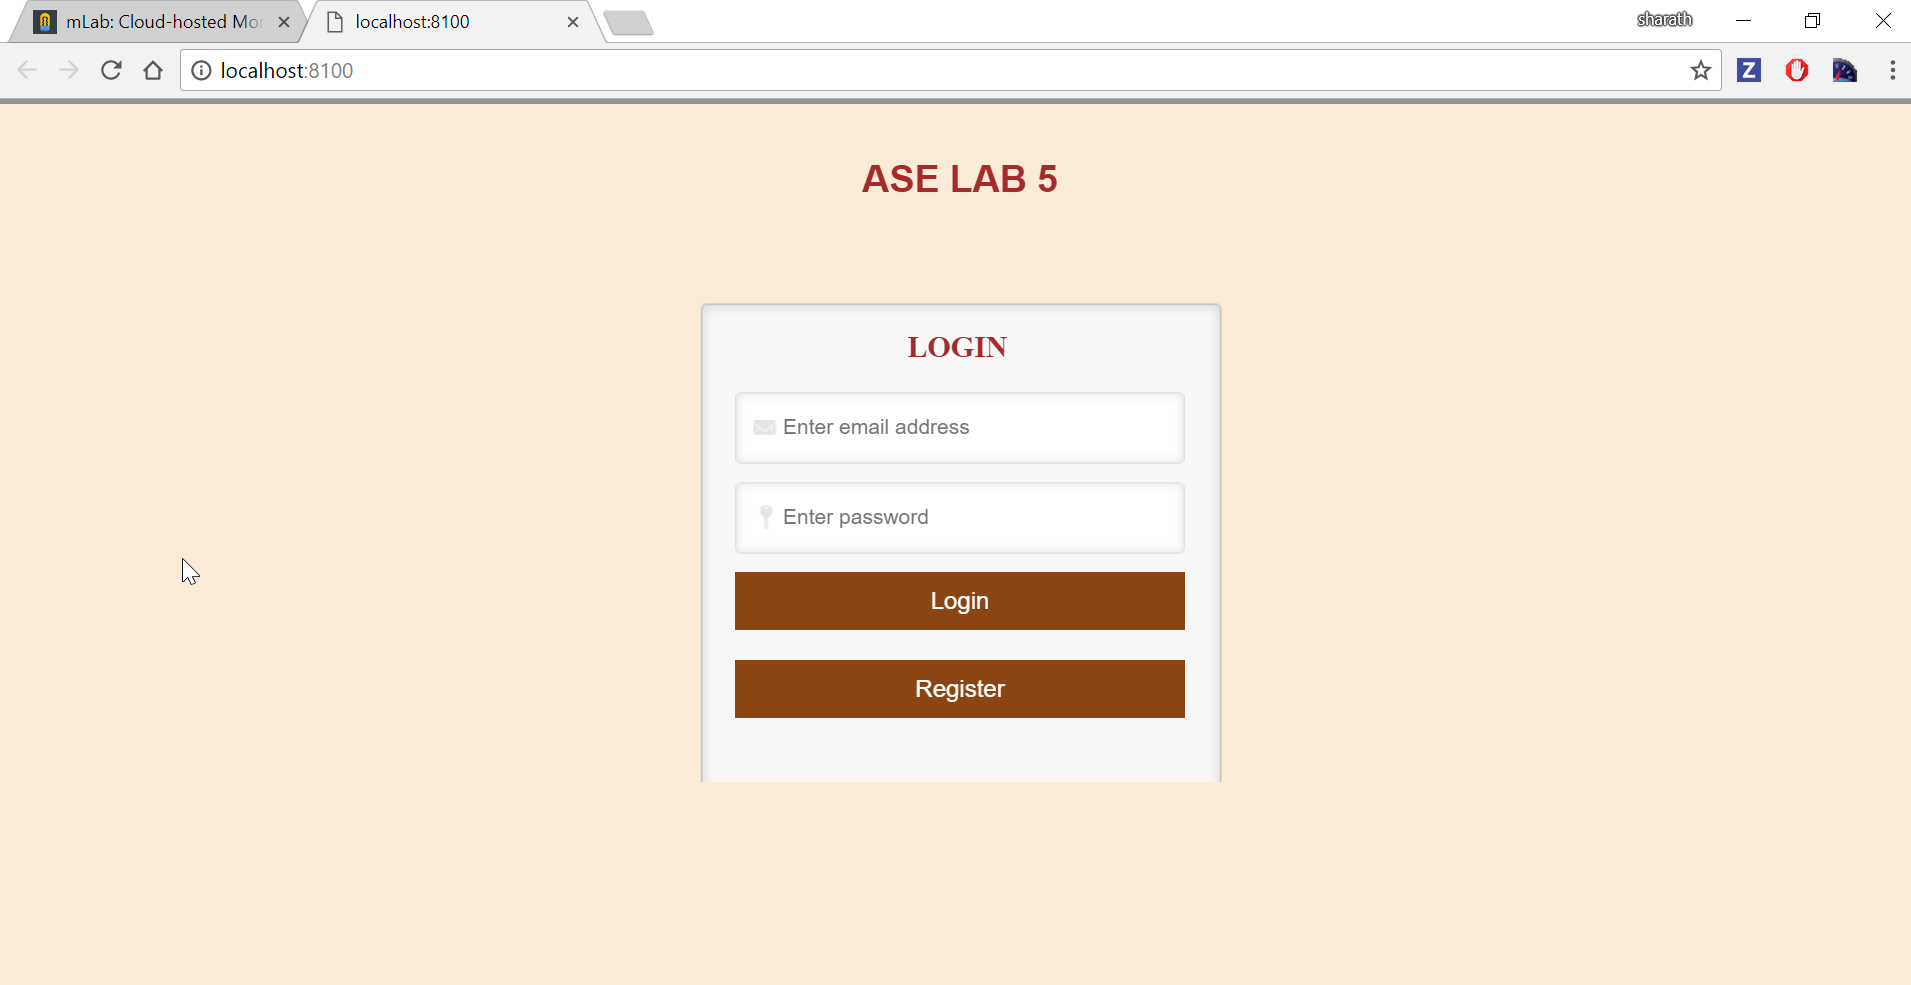 mLab: Cloud-hosted Mon
localhost:8100
sharath
localhost:8100
Z
ASE LAB 5
LOGIN
Enter email address
Enter password
Login
Register